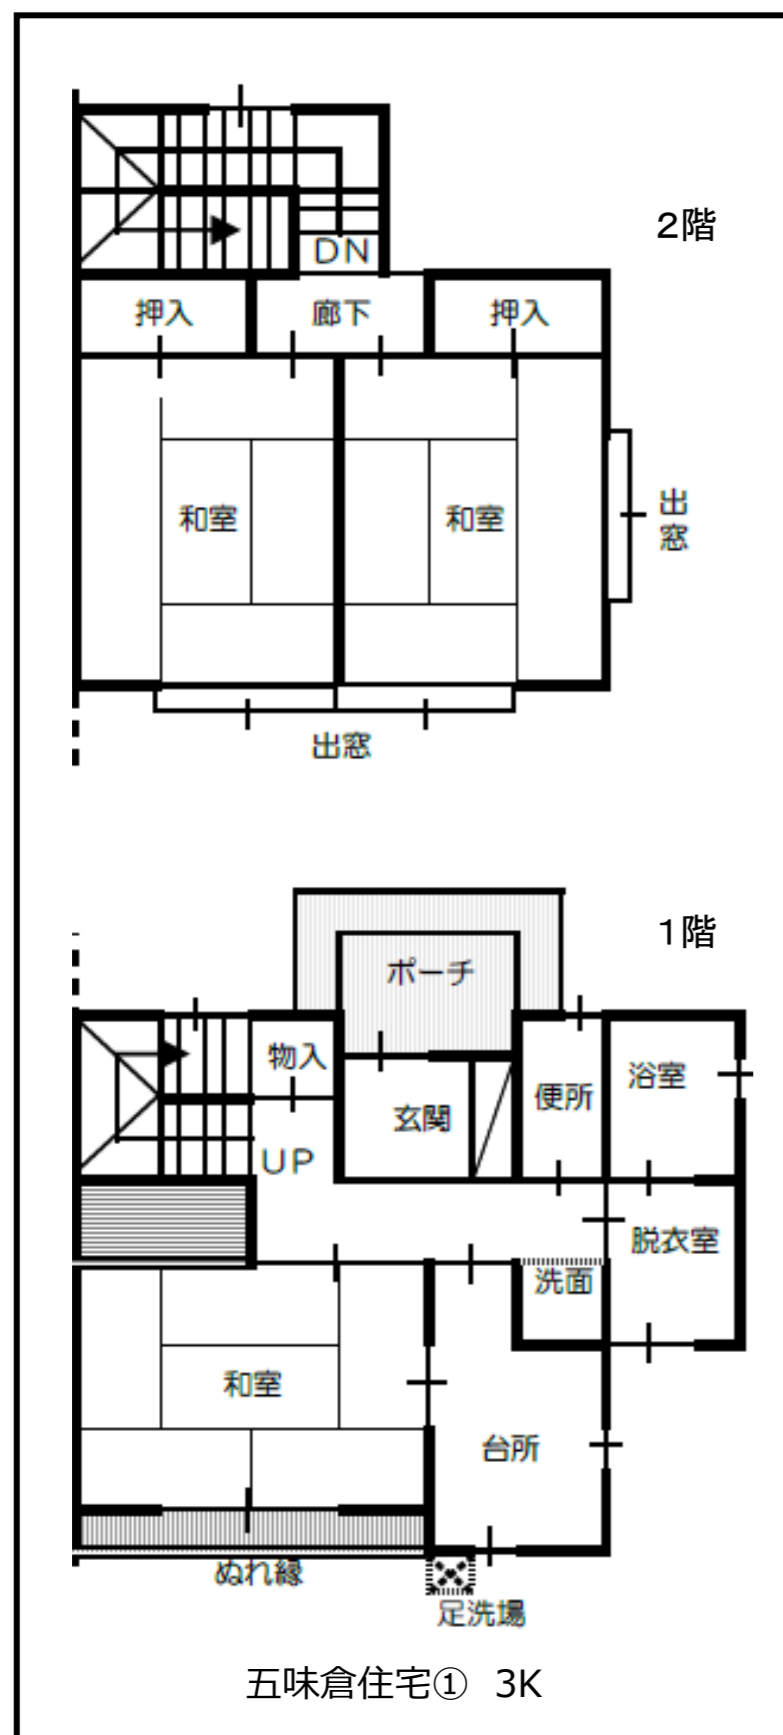 2階
DN
押入
廊下
押入
和室
和室
出窓
出窓
1階
ポーチ
物入
浴室
便所
玄関
UP
脱衣室
洗面
和室
台所
ぬれ縁
足洗場
五味倉住宅① 3K